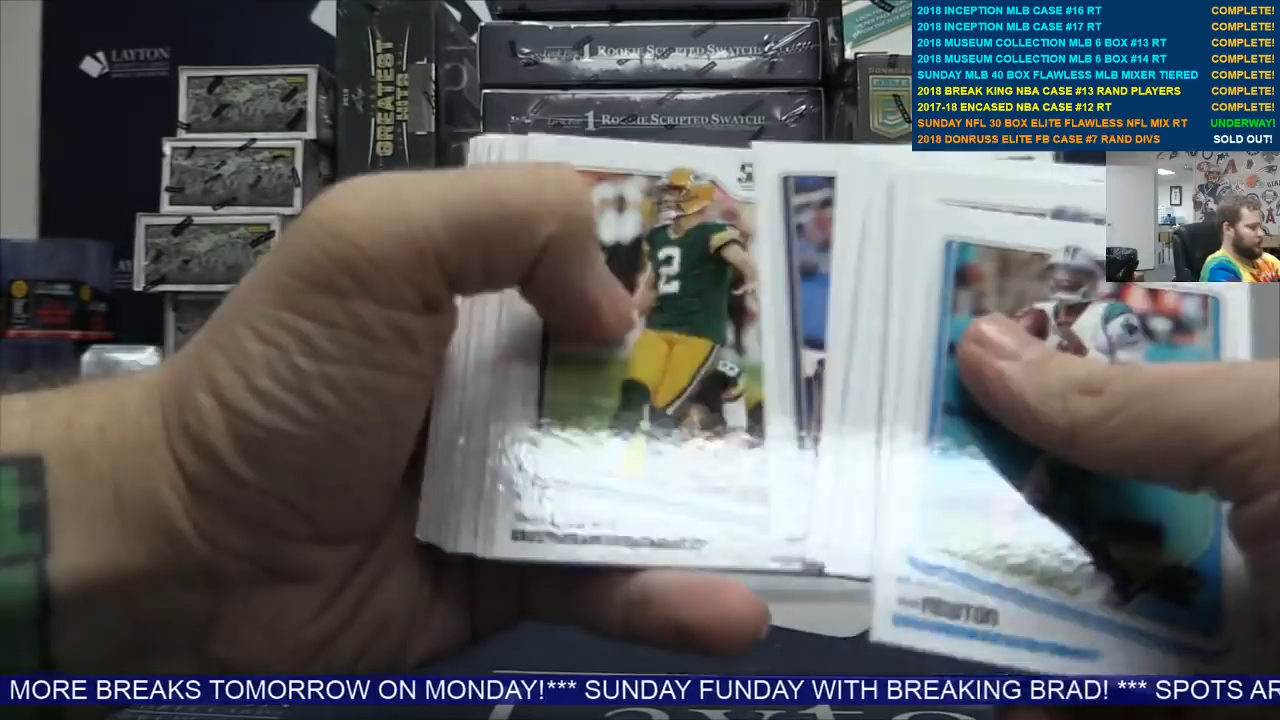 2018 INCEPTION MLB CASE #16 RT COMPLETE!
2018 INCEPTION MLB CASE #17 RT COMPLETE!
2018 MUSEUM COLLECTION MLB 6 BOX #13 RT COMPLETE!
2018 MUSEUM COLLECTION MLB 6 BOX #14 RT COMPLETE!
SUNDAY MLB 40 BOX FLAWLESS MLB MIXER TIERED COMPLETE!
2018 BREAK KING NBA CASE #13 RAND PLAYERS COMPLETE!
2017-18 ENCASED NBA CASE #12 RT COMPLETE!
SUNDAY NFL 30 BOX ELITE FLAWLESS NFL MIX RT UNDERWAY!
2018 DONRUSS ELITE FB CASE #7 RAND DIVS SOLD OUT!
LAYTON
GREATEST HITS
1 ROOKIE SCRIPTED SWATCH!
1 ROOKIE SCRIPTED SWATCH!
2
NEWTON
MORE BREAKS TOMORROW ON MONDAY!*** SUNDAY FUNDAY WITH BREAKING BRAD! *** SPOTS AR